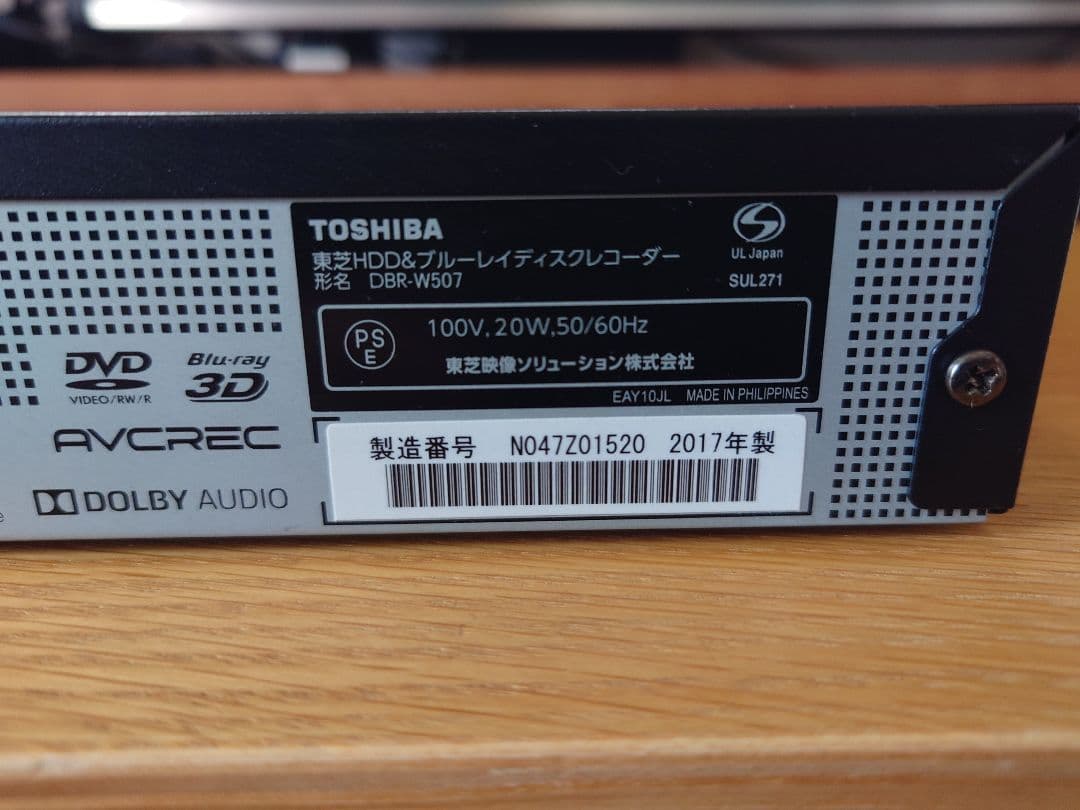 TOSHIBA
東芝HDD&ブルーレイディスクレコーダー
形名 DBR-W507
UL Japan
SUL271
PS
E
100V,20W,50/60Hz
東芝映像ソリューション株式会社
EAY10JL MADE IN PHILIPPINES
DVD
VIDEO/RW/R
Blu-ray
3D
AVCREC
DOLBY AUDIO
製造番号 N047Z01520 2017年製